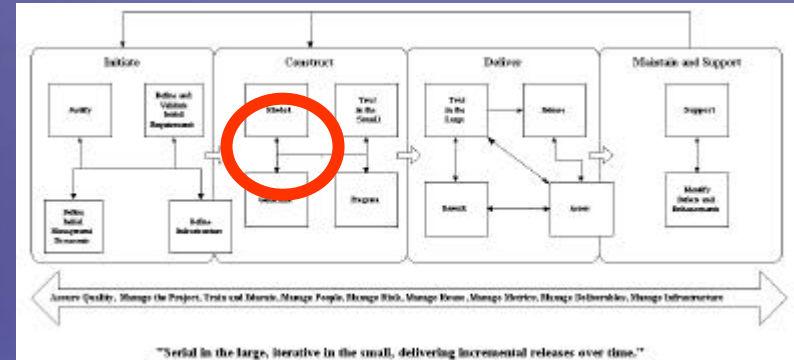 Initiate
Construct
Deliver
Maintain and Support
Justify
Define and
Validate
Initial
Requirements
Model
Test
in the
Small
Test
in the
Large
Release
Support
Define
Initial
Management
Documents
Define
Infrastructure
Generalize
Program
Rework
Assess
Identify
Defects and
Enhancements
Assure Quality, Manage the Project, Train and Educate, Manage People, Manage Risk, Manage Reuse, Manage Metrics, Manage Deliverables, Manage Infrastructure
"Serial in the large, iterative in the small, delivering incremental releases over time."